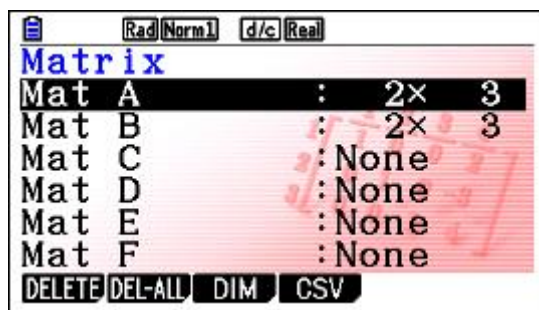 Rad Norm1 d/c Real
Matrix
Mat A : 2× 3
Mat B : 2× 3
Mat C :None
Mat D :None
Mat E :None
Mat F :None
DELETE DEL-ALL DIM CSV